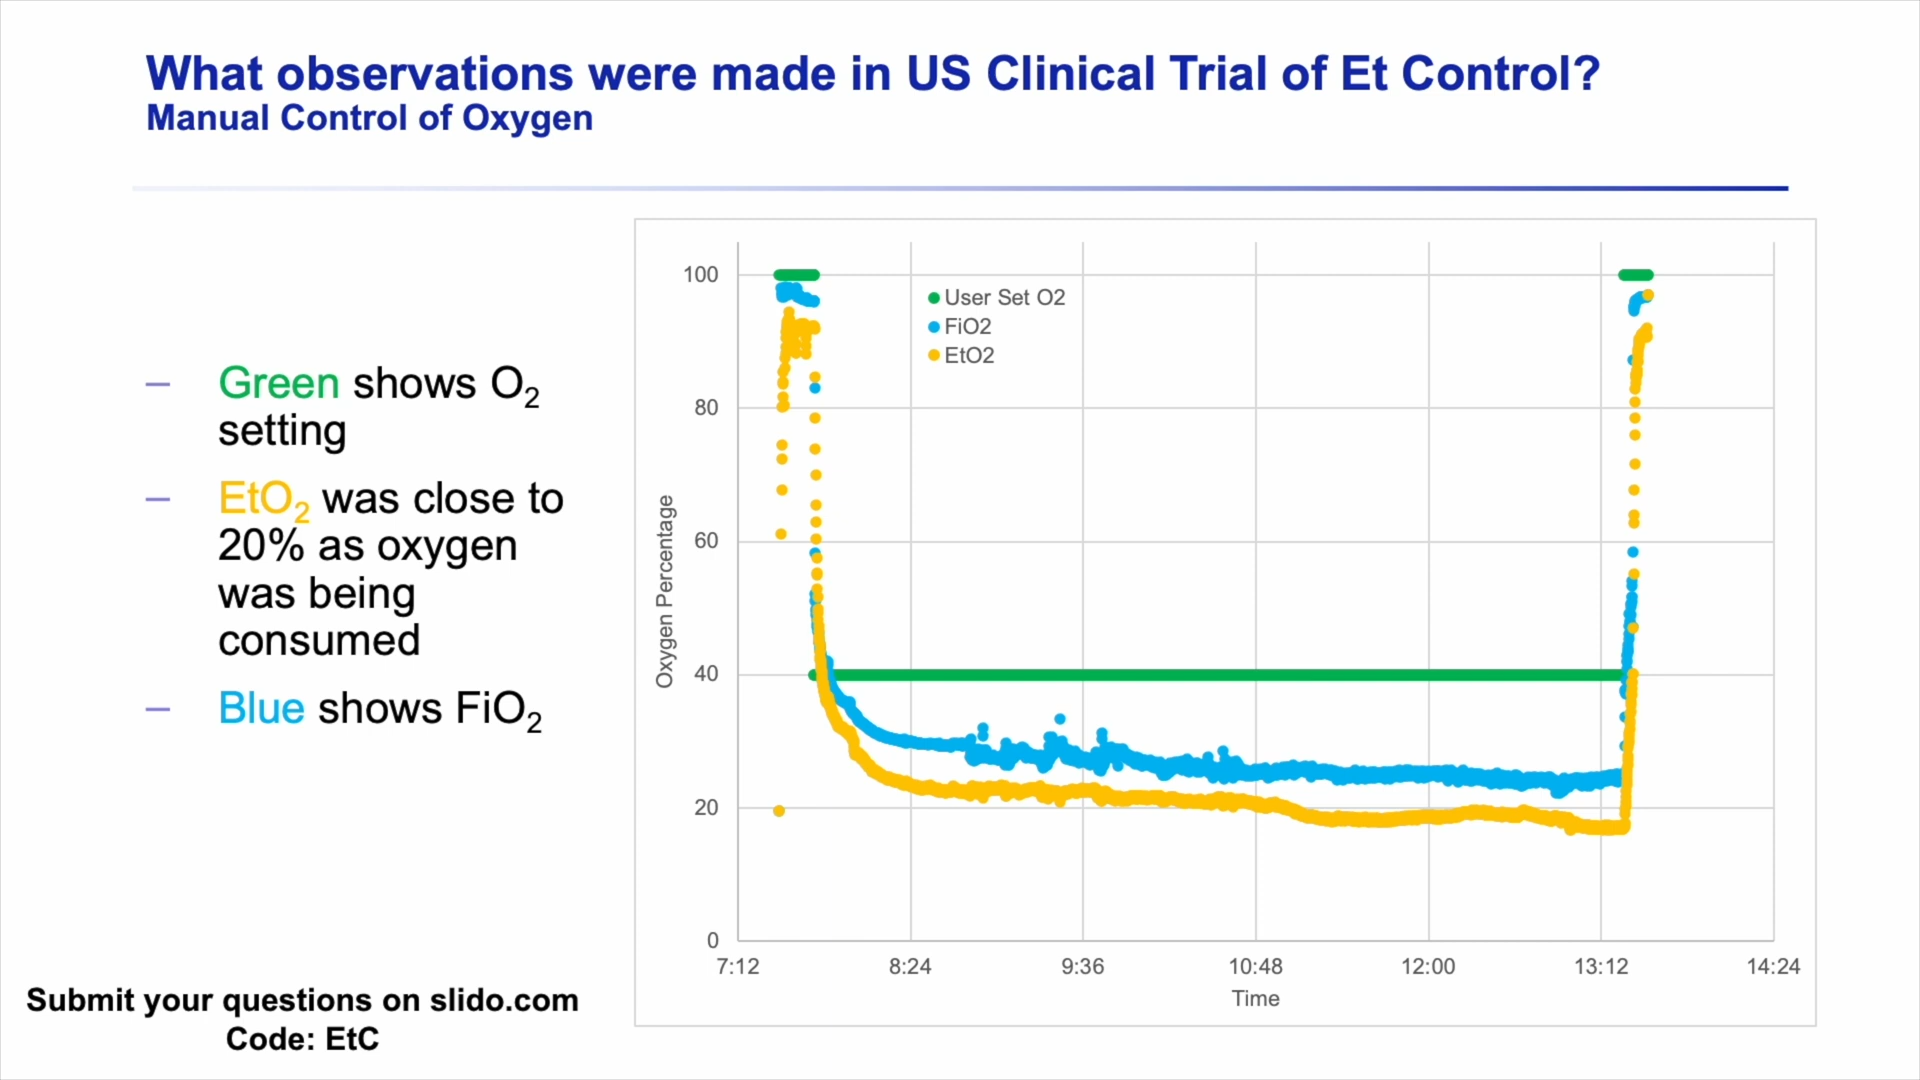 What observations were made in US Clinical Trial of Et Control?
Manual Control of Oxygen
– Green shows O₂
setting
– EtO₂ was close to
20% as oxygen
was being
consumed
– Blue shows FiO₂
Submit your questions on slido.com
Code: EtC
User Set O2
FiO2
EtO2
Oxygen Percentage
100
80
60
40
20
0
7:12 8:24 9:36 10:48 12:00 13:12 14:24
Time